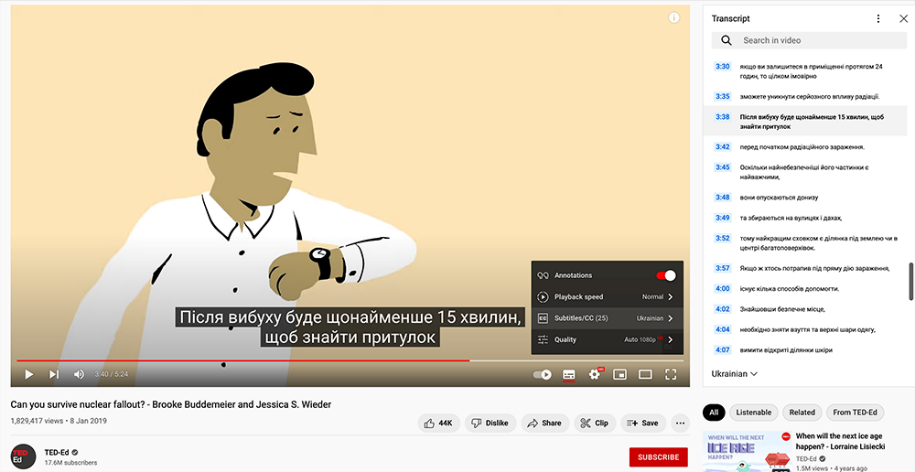 Після вибуху буде щонайменше 15 хвилин,
щоб знайти притулок
Annotations
Playback speed Normal
Subtitles/CC (25) Ukrainian
Quality Auto 1080p
3:40 / 5:24
Can you survive nuclear fallout? - Brooke Buddemeier and Jessica S. Wieder
1,829,417 views • 8 Jan 2019
44K Dislike Share Clip Save
TED-Ed
17.6M subscribers
SUBSCRIBE
Transcript
Search in video
3:30 якщо ви залишитеся в приміщенні протягом 24
годин, то цілком імовірно
3:35 зможете уникнути серйозного впливу радіації.
3:38 Після вибуху буде щонайменше 15 хвилин, щоб
знайти притулок
3:42 перед початком радіаційного зараження.
3:45 Оскільки найнебезпечніші його частинки є
найважчими,
3:48 вони опускаються донизу
3:49 та збираються на вулицях і дахах,
3:52 тому найкращим сховком є ділянка під землею чи в
центрі багатоповерхівок.
3:57 Якщо ж хтось потрапив під пряму дію зараження,
4:00 існує кілька способів допомоги.
4:02 Знайшовши безпечне місце,
4:04 необхідно зняти взуття та верхні шари одягу,
4:07 вимити відкриті ділянки шкіри
Ukrainian
All Listenable Related From TED-Ed
WHEN WILL THE NEXT
ICE AGE
HAPPEN?
When will the next ice age
happen? - Lorraine Lisiecki
TED-Ed
1.5M views • 4 years ago